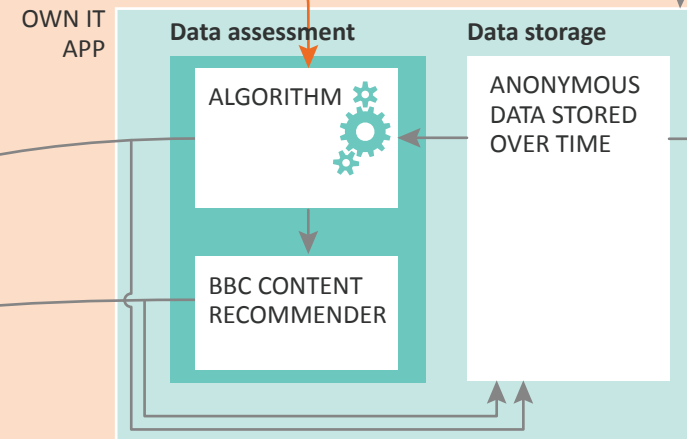 OWN IT
APP
Data assessment
ALGORITHM
BBC CONTENT
RECOMMENDER
Data storage
ANONYMOUS
DATA STORED
OVER TIME